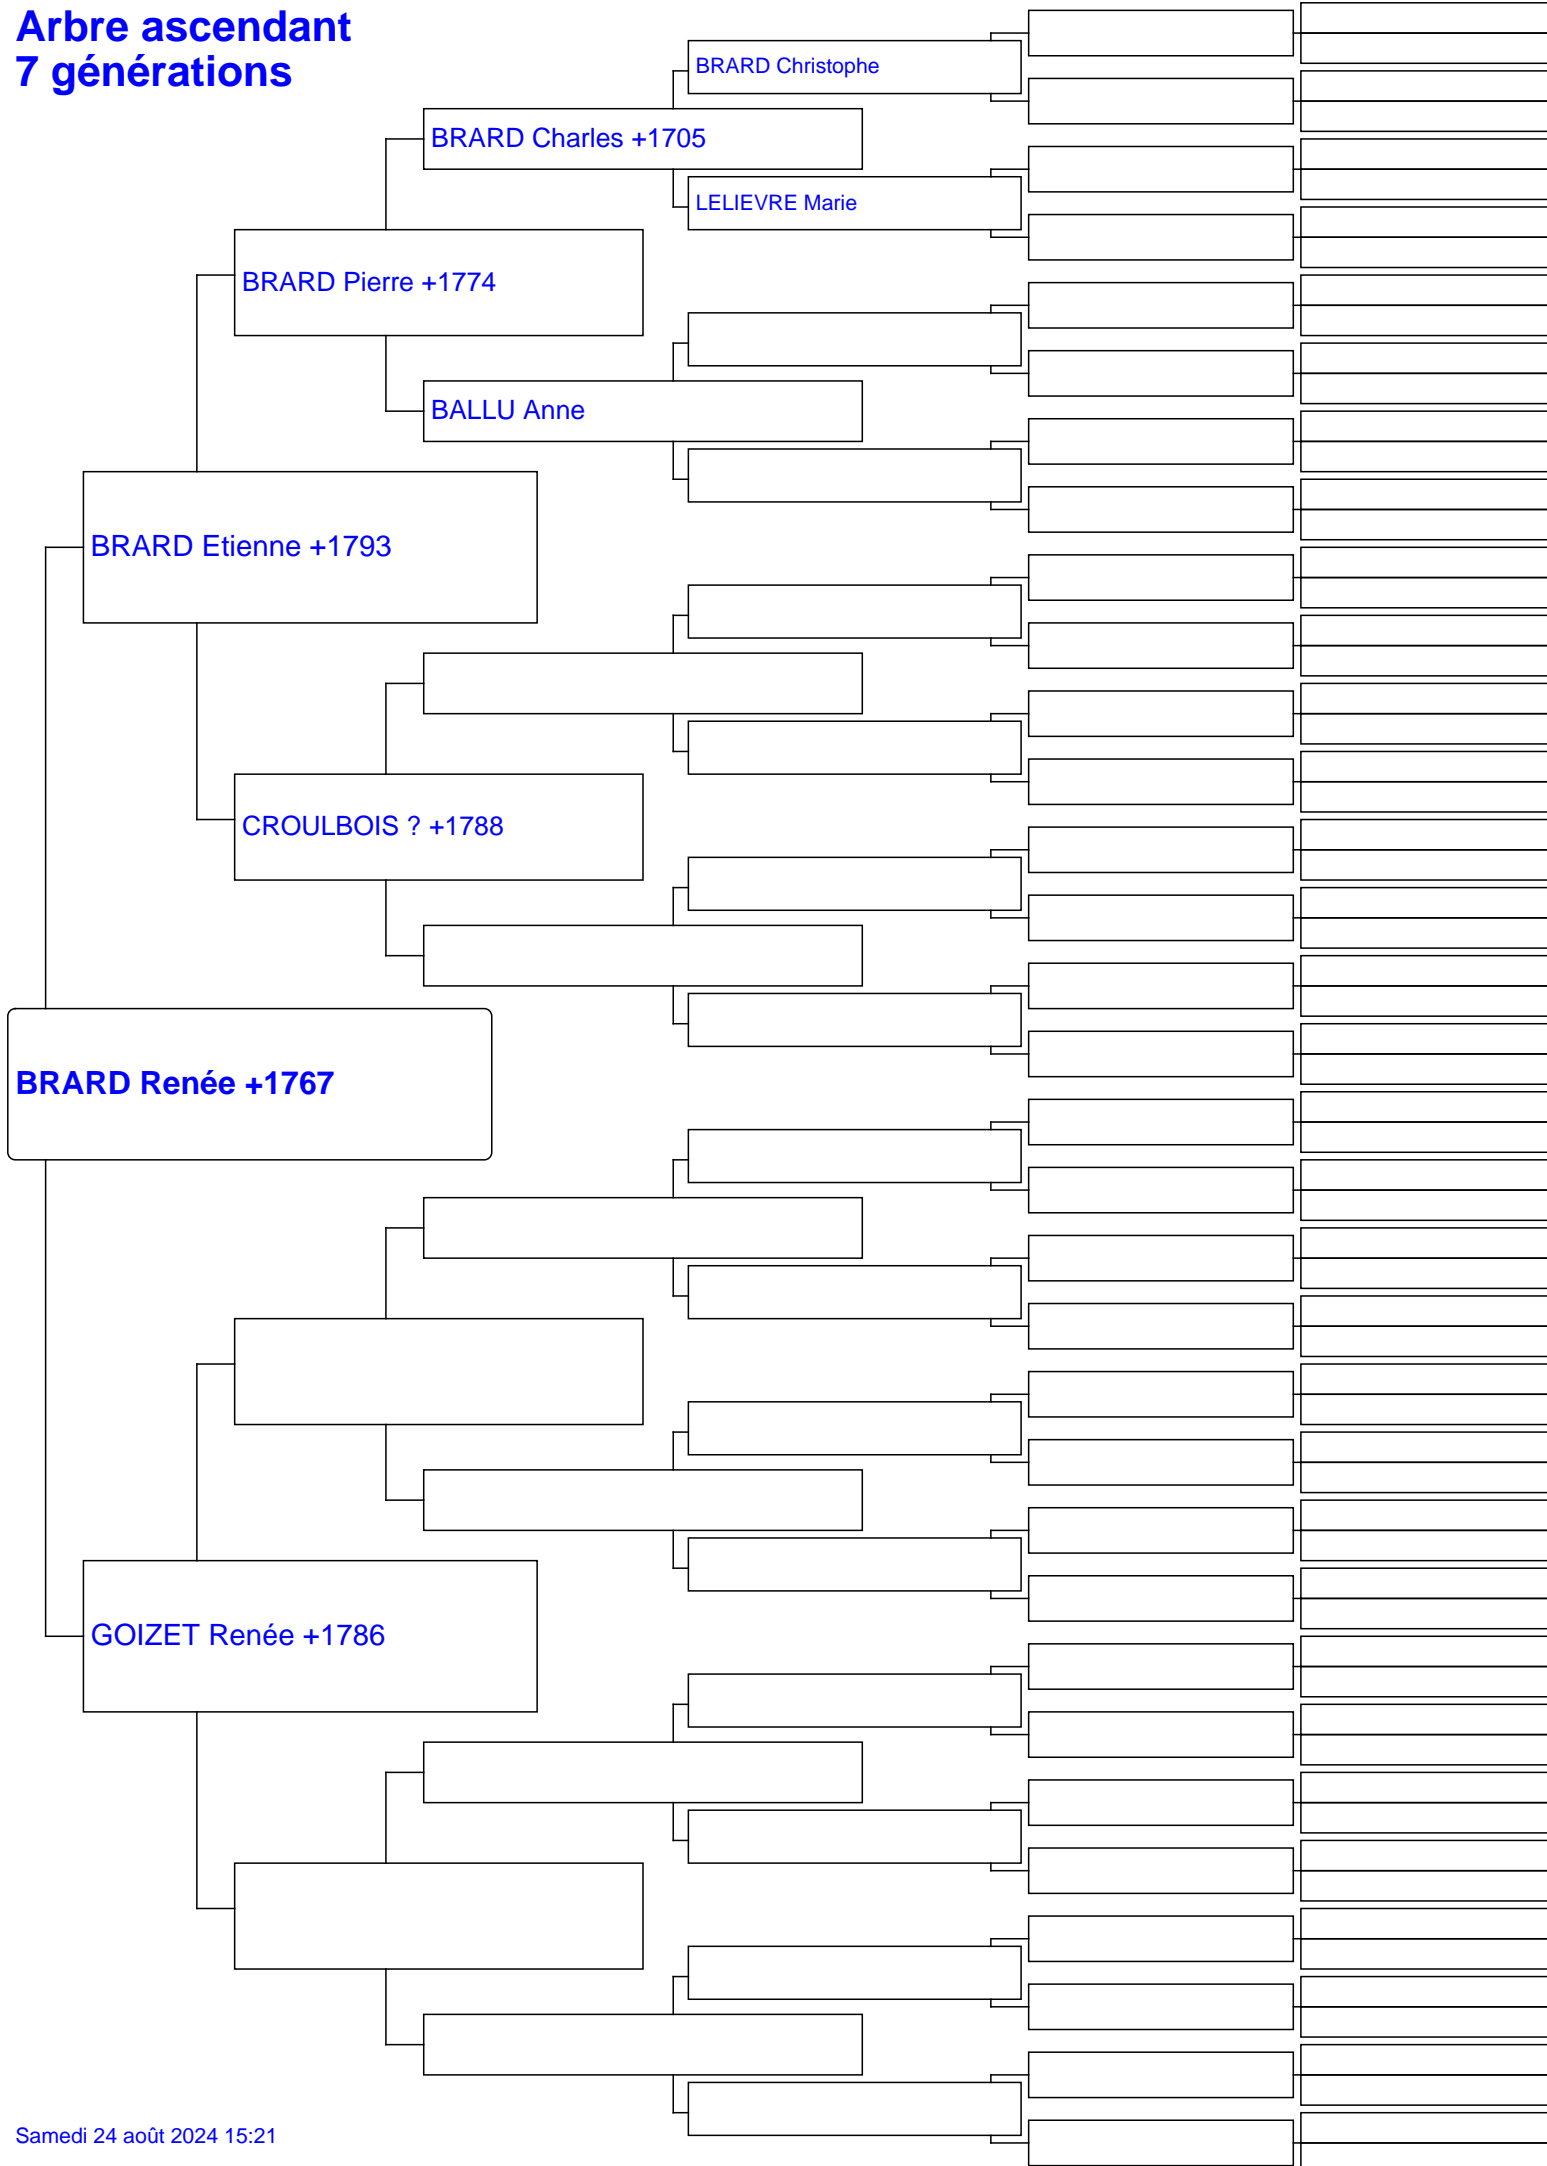 Arbre ascendant
7 générations
BRARD Christophe
BRARD Charles +1705
LELIEVRE Marie
BRARD Pierre +1774
BALLU Anne
BRARD Etienne +1793
CROULBOIS ? +1788
BRARD Renée +1767
GOIZET Renée +1786
Samedi 24 août 2024 15:21